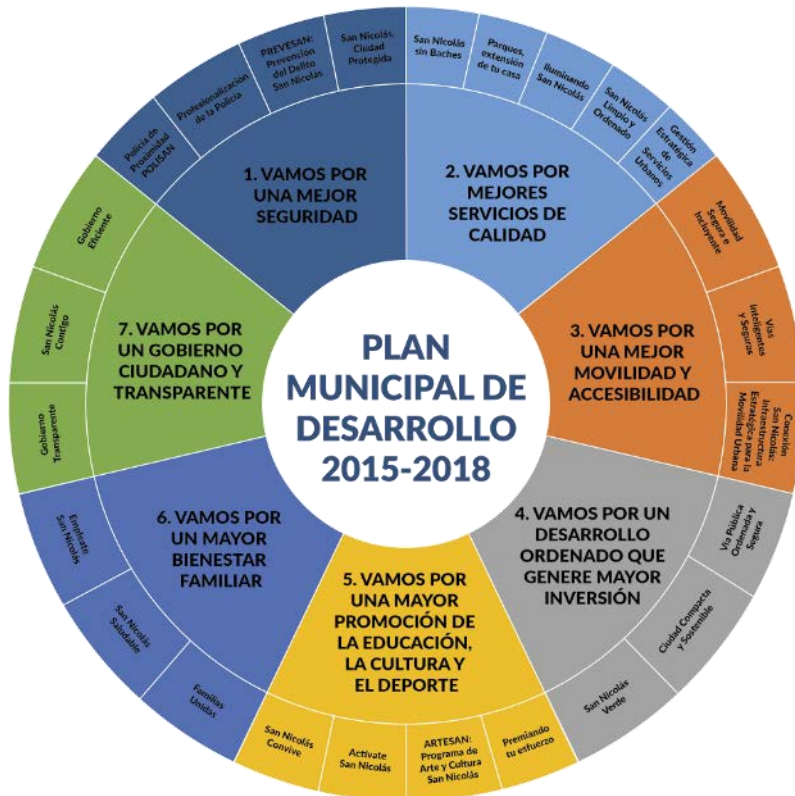 PLAN
MUNICIPAL DE
DESARROLLO
2015-2018
1. VAMOS POR
UNA MEJOR
SEGURIDAD
Policía de
Proximidad
POLISAN
Profesionalización
de la Policía
PREVESAN:
Prevención
del Delito
San Nicolás
San Nicolás,
Ciudad
Protegida
2. VAMOS POR
MEJORES
SERVICIOS DE
CALIDAD
San Nicolás
sin Baches
Parques,
extensión
de tu casa
Iluminando
San Nicolás
San Nicolás
Limpio y
Ordenado
Gestión
Estratégica
de
Servicios
Urbanos
3. VAMOS POR
UNA MEJOR
MOVILIDAD Y
ACCESIBILIDAD
Movilidad
Segura e
Incluyente
Vías
Inteligentes
y Seguras
Conexión
San Nicolás:
Infraestructura
Estratégica para la
Movilidad Urbana
4. VAMOS POR UN
DESARROLLO
ORDENADO QUE
GENERE MAYOR
INVERSIÓN
Vía Pública
Ordenada y
Segura
Ciudad Compacta
y Sostenible
San Nicolás
Verde
5. VAMOS POR
UNA MAYOR
PROMOCIÓN DE
LA EDUCACIÓN,
LA CULTURA Y
EL DEPORTE
Premiando
tu esfuerzo
ARTESAN:
Programa de
Arte y Cultura
San Nicolás
Actívate
San Nicolás
San Nicolás
Convive
6. VAMOS POR
UN MAYOR
BIENESTAR
FAMILIAR
Familias
Unidas
San Nicolás
Saludable
Empleate
San Nicolás
7. VAMOS POR
UN GOBIERNO
CIUDADANO Y
TRANSPARENTE
Gobierno
Transparente
San Nicolás
Contigo
Gobierno
Eficiente